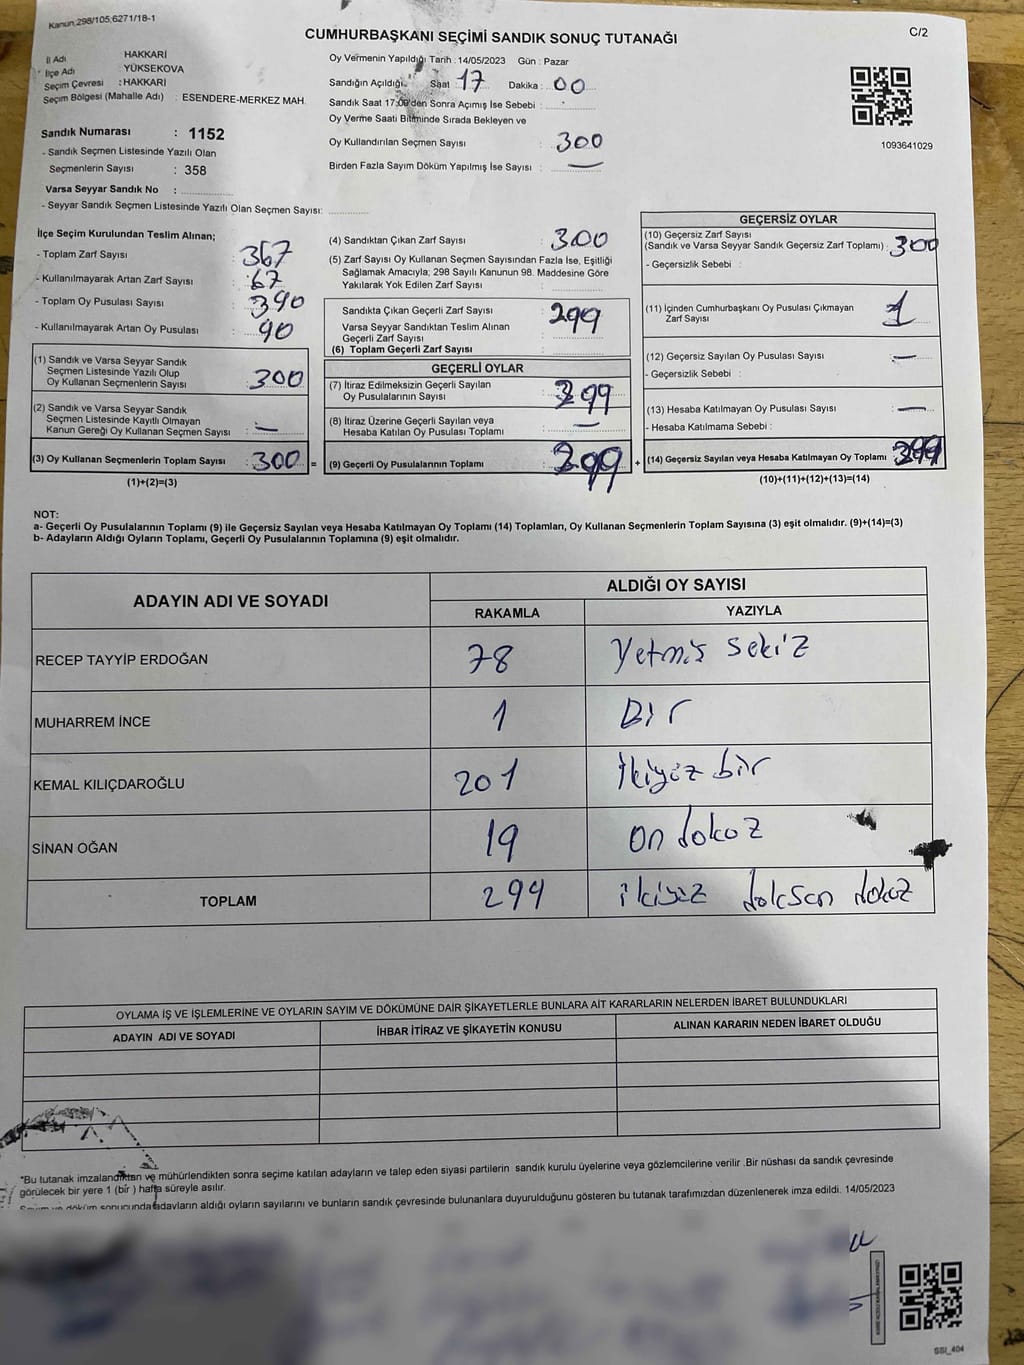 Kanun,298/105,6271/18-1
CUMHURBAŞKANI SEÇİMİ SANDIK SONUÇ TUTANAĞI
C/2
İl Adı HAKKARİ
İlçe Adı YÜKSEKOVA
Seçim Çevresi : HAKKARİ
Seçim Bölgesi (Mahalle Adı) : ESENDERE-MERKEZ MAH.
Sandık Numarası : 1152
- Sandık Seçmen Listesinde Yazılı Olan
Seçmenlerin Sayısı : 358
Varsa Seyyar Sandık No :
- Seyyar Sandık Seçmen Listesinde Yazılı Olan Seçmen Sayısı:
Oy Vermenin Yapıldığı Tarih : 14/05/2023 Gün : Pazar
Sandığın Açıldığı Saat 17 Dakika : 00
Sandık Saat 17:00'den Sonra Açımış İse Sebebi :
Oy Verme Saati Bitiminde Sırada Bekleyen ve
Oy Kullandırılan Seçmen Sayısı : 300
Birden Fazla Sayım Döküm Yapılmış İse Sayısı : —
1093641029
İlçe Seçim Kurulundan Teslim Alınan;
- Toplam Zarf Sayısı : 367
- Kullanılmayarak Artan Zarf Sayısı : 67
- Toplam Oy Pusulası Sayısı : 390
- Kullanılmayarak Artan Oy Pusulası : 90
(1) Sandık ve Varsa Seyyar Sandık
Seçmen Listesinde Yazılı Olup
Oy Kullanan Seçmenlerin Sayısı : 300
(2) Sandık ve Varsa Seyyar Sandık
Seçmen Listesinde Kayıtlı Olmayan
Kanun Gereği Oy Kullanan Seçmen Sayısı : —
(3) Oy Kullanan Seçmenlerin Toplam Sayısı : 300 =
(1)+(2)=(3)
(4) Sandıktan Çıkan Zarf Sayısı : 300
(5) Zarf Sayısı Oy Kullanan Seçmen Sayısından Fazla İse, Eşitliği
Sağlamak Amacıyla; 298 Sayılı Kanunun 98. Maddesine Göre
Yakılarak Yok Edilen Zarf Sayısı :
Sandıkta Çıkan Geçerli Zarf Sayısı : 299
Varsa Seyyar Sandıktan Teslim Alınan
Geçerli Zarf Sayısı :
(6) Toplam Geçerli Zarf Sayısı :
GEÇERLİ OYLAR
(7) İtiraz Edilmeksizin Geçerli Sayılan
Oy Pusulalarının Sayısı : 299
(8) İtiraz Üzerine Geçerli Sayılan veya
Hesaba Katılan Oy Pusulası Toplamı : —
(9) Geçerli Oy Pusulalarının Toplamı : 299 +
GEÇERSİZ OYLAR
(10) Geçersiz Zarf Sayısı
(Sandık ve Varsa Seyyar Sandık Geçersiz Zarf Toplamı) : 300
- Geçersizlik Sebebi :
(11) İçinden Cumhurbaşkanı Oy Pusulası Çıkmayan
Zarf Sayısı : 1
(12) Geçersiz Sayılan Oy Pusulası Sayısı : —
- Geçersizlik Sebebi :
(13) Hesaba Katılmayan Oy Pusulası Sayısı : —
- Hesaba Katılmama Sebebi :
(14) Geçersiz Sayılan veya Hesaba Katılmayan Oy Toplamı :
(10)+(11)+(12)+(13)=(14)
NOT:
a- Geçerli Oy Pusulalarının Toplamı (9) ile Geçersiz Sayılan veya Hesaba Katılmayan Oy Toplamı (14) Toplamları, Oy Kullanan Seçmenlerin Toplam Sayısına (3) eşit olmalıdır. (9)+(14)=(3)
b- Adayların Aldığı Oyların Toplamı, Geçerli Oy Pusulalarının Toplamına (9) eşit olmalıdır.
ADAYIN ADI VE SOYADI ALDIĞI OY SAYISI
RAKAMLA YAZIYLA
RECEP TAYYİP ERDOĞAN 78 Yetmiş sekiz
MUHARREM İNCE 1 Bir
KEMAL KILIÇDAROĞLU 201 İkiyüz bir
SİNAN OĞAN 19 on dokoz
TOPLAM 299 ikiyüz doksan dokoz
OYLAMA İŞ VE İŞLEMLERİNE VE OYLARIN SAYIM VE DÖKÜMÜNE DAİR ŞİKAYETLERLE BUNLARA AİT KARARLARIN NELERDEN İBARET BULUNDUKLARI
ADAYIN ADI VE SOYADI İHBAR İTİRAZ VE ŞİKAYETİN KONUSU ALINAN KARARIN NEDEN İBARET OLDUĞU
*Bu tutanak imzalandıktan ve mühürlendikten sonra seçime katılan adayların ve talep eden siyasi partilerin sandık kurulu üyelerine veya gözlemcilerine verilir .Bir nüshası da sandık çevresinde
görülecek bir yere 1 (bir ) hafta süreyle asılır.
Sayım ve döküm sonucunda adayların aldığı oyların sayılarını ve bunların sandık çevresinde bulunanlara duyurulduğunu gösteren bu tutanak tarafımızdan düzenlenerek imza edildi. 14/05/2023
SSI_404